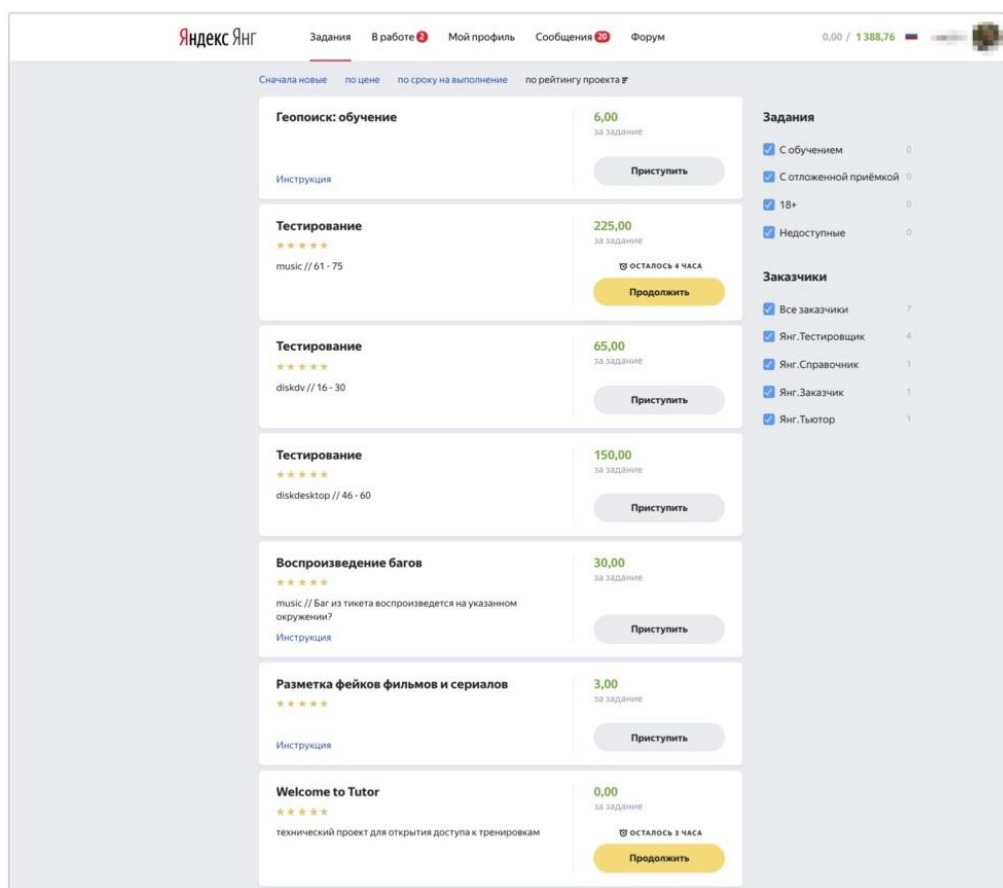 Яндекс Янг Задания В работе 2 Мой профиль Сообщения 20 Форум 0,00 / 1 388,76
Сначала новые по цене по сроку на выполнение по рейтингу проекта
Геопоиск: обучение
6,00
за задание
Инструкция
Приступить
Тестирование
225,00
за задание
music // 61 - 75
ОСТАЛОСЬ 4 ЧАСА
Продолжить
Тестирование
65,00
за задание
diskdv // 16 - 30
Приступить
Тестирование
150,00
за задание
diskdesktop // 46 - 60
Приступить
Воспроизведение багов
30,00
за задание
music // Баг из тикета воспроизведется на указанном
окружении?
Инструкция
Приступить
Разметка фейков фильмов и сериалов
3,00
за задание
Инструкция
Приступить
Welcome to Tutor
0,00
за задание
технический проект для открытия доступа к тренировкам
ОСТАЛОСЬ 3 ЧАСА
Продолжить
Задания
С обучением 0
С отложенной приёмкой 0
18+ 0
Недоступные 0
Заказчики
Все заказчики 7
Янг.Тестировщик 4
Янг.Справочник 1
Янг.Заказчик 1
Янг.Тьютор 1